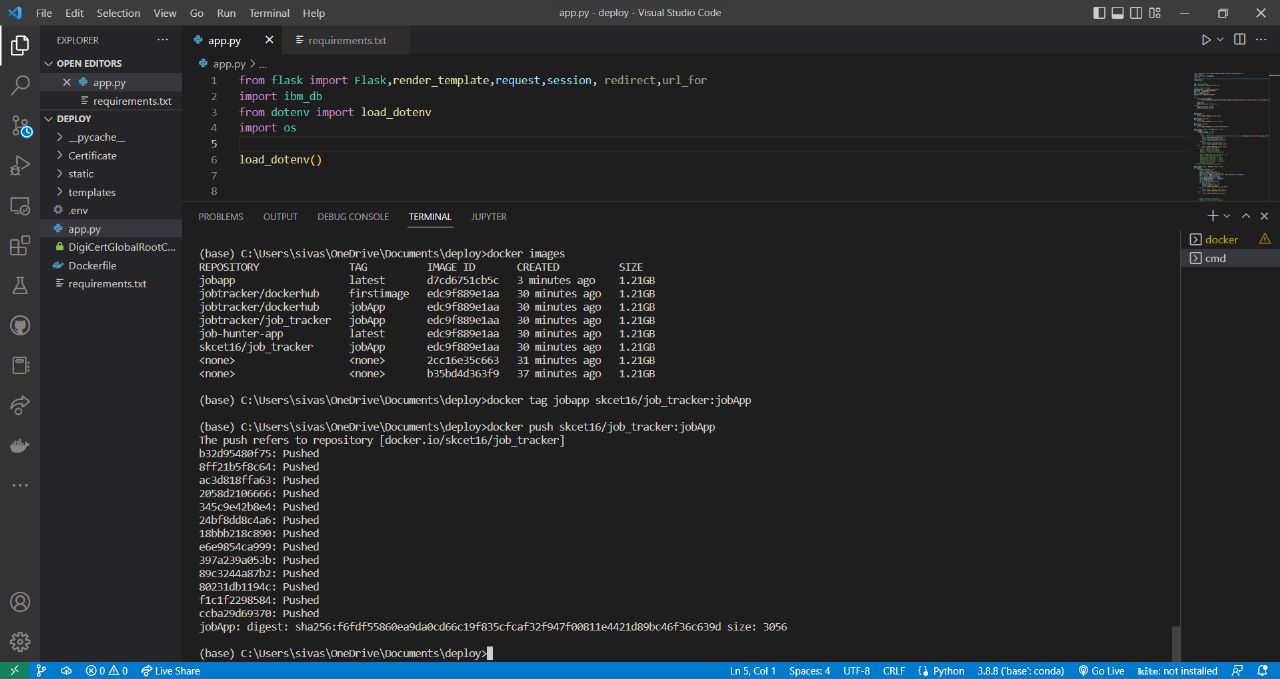 File Edit Selection View Go Run Terminal Help app.py - deploy - Visual Studio Code
EXPLORER
OPEN EDITORS
app.py
requirements.txt
DEPLOY
__pycache__
Certificate
static
templates
.env
app.py
DigiCertGlobalRootC...
Dockerfile
requirements.txt
app.py requirements.txt
app.py > ...
1 from flask import Flask,render_template,request,session, redirect,url_for
2 import ibm_db
3 from dotenv import load_dotenv
4 import os
5
6 load_dotenv()
7
8
PROBLEMS OUTPUT DEBUG CONSOLE TERMINAL JUPYTER
(base) C:\Users\sivas\OneDrive\Documents\deploy>docker images
REPOSITORY TAG IMAGE ID CREATED SIZE
jobapp latest d7cd6751cb5c 3 minutes ago 1.21GB
jobtracker/dockerhub firstimage edc9f889e1aa 30 minutes ago 1.21GB
jobtracker/dockerhub jobApp edc9f889e1aa 30 minutes ago 1.21GB
jobtracker/job_tracker jobApp edc9f889e1aa 30 minutes ago 1.21GB
job-hunter-app latest edc9f889e1aa 30 minutes ago 1.21GB
skcet16/job_tracker jobApp edc9f889e1aa 30 minutes ago 1.21GB
<none> <none> 2cc16e35c663 31 minutes ago 1.21GB
<none> <none> b35bd4d363f9 37 minutes ago 1.21GB
(base) C:\Users\sivas\OneDrive\Documents\deploy>docker tag jobapp skcet16/job_tracker:jobApp
(base) C:\Users\sivas\OneDrive\Documents\deploy>docker push skcet16/job_tracker:jobApp
The push refers to repository [docker.io/skcet16/job_tracker]
b32d95480f75: Pushed
8ff21b5f8c64: Pushed
ac3d818ffa63: Pushed
2058d2106666: Pushed
345c9e42b8e4: Pushed
24bf8dd8c4a6: Pushed
18bbb218c890: Pushed
e6e9854ca999: Pushed
397a239a053b: Pushed
89c3244a87b2: Pushed
80231db1194c: Pushed
f1c1f2298584: Pushed
ccba29d69370: Pushed
jobApp: digest: sha256:f6fdf55860ea9da0cd66c19f835cfcaf32f947f00811e4421d89bc46f36c639d size: 3056
(base) C:\Users\sivas\OneDrive\Documents\deploy>
docker
cmd
0 0 Live Share Ln 5, Col 1 Spaces: 4 UTF-8 CRLF Python 3.8.8 ('base': conda) Go Live kite: not installed